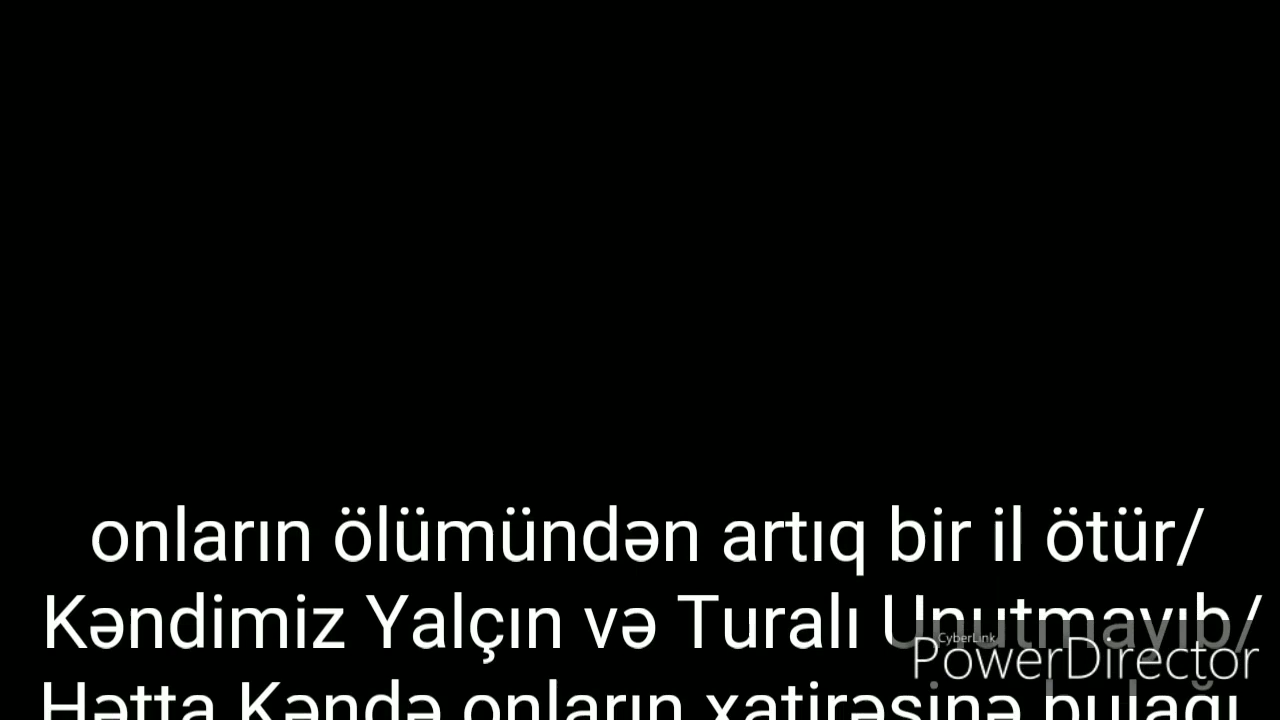 onların ölümündən artıq bir il ötür/
Kəndimiz Yalçın və Turalı Unutmayıb/
CyberLink
PowerDirector
Hətta Kəndə onların xatirəsinə bulağı